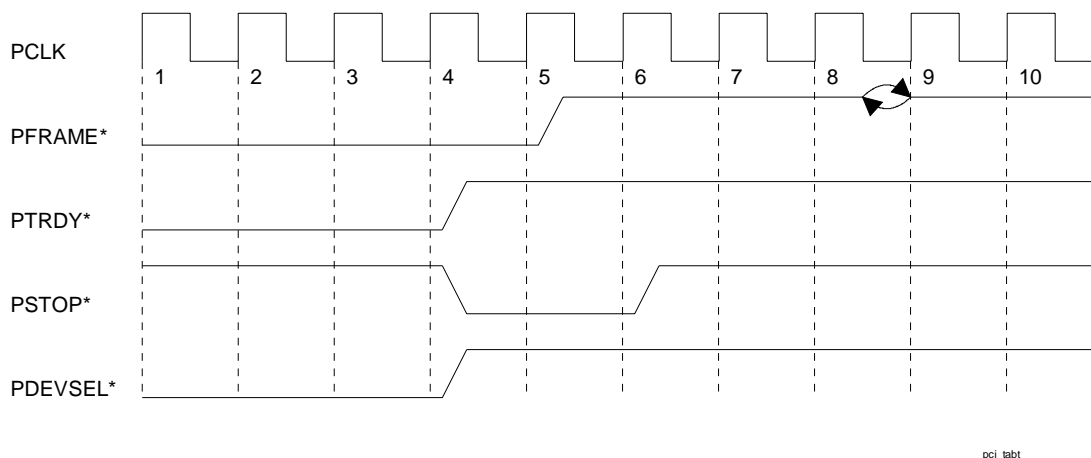 PCLK
1 2 3 4 5 6 7 8 9 10
PFRAME*
PTRDY*
PSTOP*
PDEVSEL*
pci_tabt